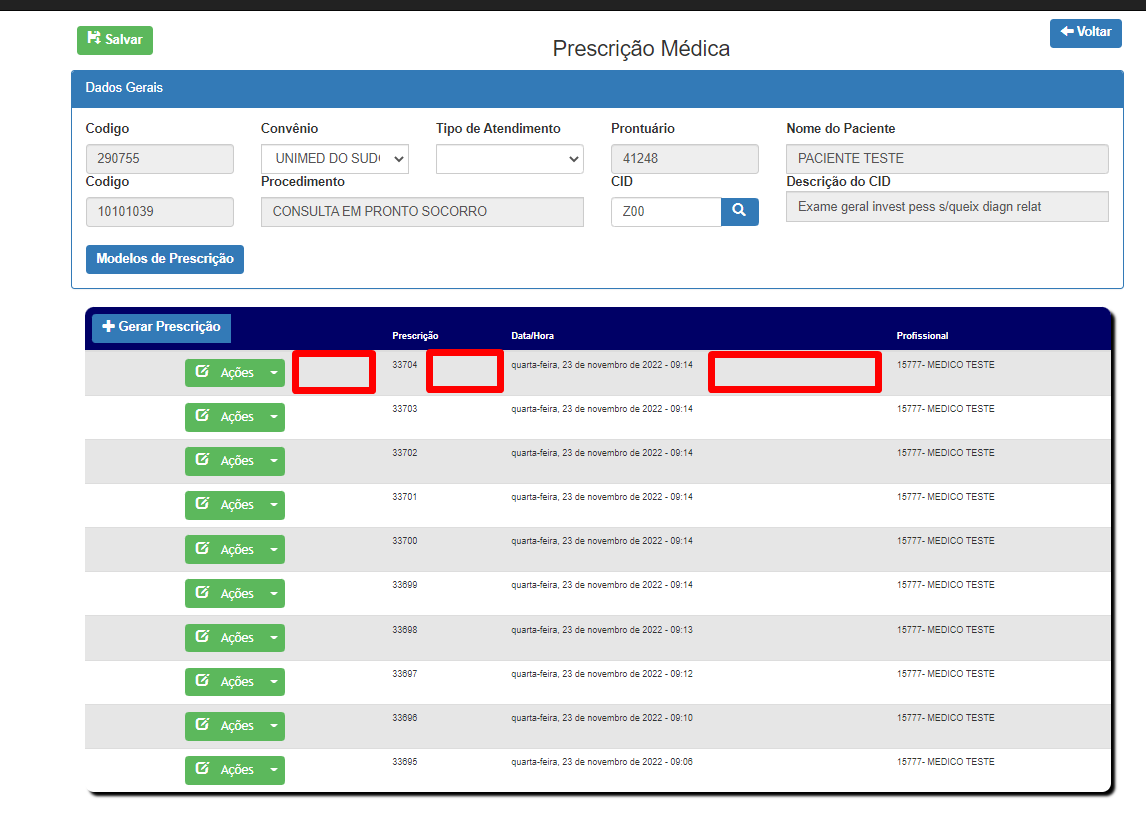 Salvar
Voltar
Prescrição Médica
Dados Gerais
Codigo Convênio Tipo de Atendimento Prontuário Nome do Paciente
290755 UNIMED DO SUD 41248 PACIENTE TESTE
Codigo Procedimento CID Descrição do CID
10101039 CONSULTA EM PRONTO SOCORRO Z00 Exame geral invest pess s/queix diagn relat
Modelos de Prescrição
Gerar Prescrição Prescrição Data/Hora Profissional
Ações 33704 quarta-feira, 23 de novembro de 2022 - 09:14 15777- MEDICO TESTE
Ações 33703 quarta-feira, 23 de novembro de 2022 - 09:14 15777- MEDICO TESTE
Ações 33702 quarta-feira, 23 de novembro de 2022 - 09:14 15777- MEDICO TESTE
Ações 33701 quarta-feira, 23 de novembro de 2022 - 09:14 15777- MEDICO TESTE
Ações 33700 quarta-feira, 23 de novembro de 2022 - 09:14 15777- MEDICO TESTE
Ações 33699 quarta-feira, 23 de novembro de 2022 - 09:14 15777- MEDICO TESTE
Ações 33698 quarta-feira, 23 de novembro de 2022 - 09:13 15777- MEDICO TESTE
Ações 33697 quarta-feira, 23 de novembro de 2022 - 09:12 15777- MEDICO TESTE
Ações 33696 quarta-feira, 23 de novembro de 2022 - 09:10 15777- MEDICO TESTE
Ações 33695 quarta-feira, 23 de novembro de 2022 - 09:06 15777- MEDICO TESTE